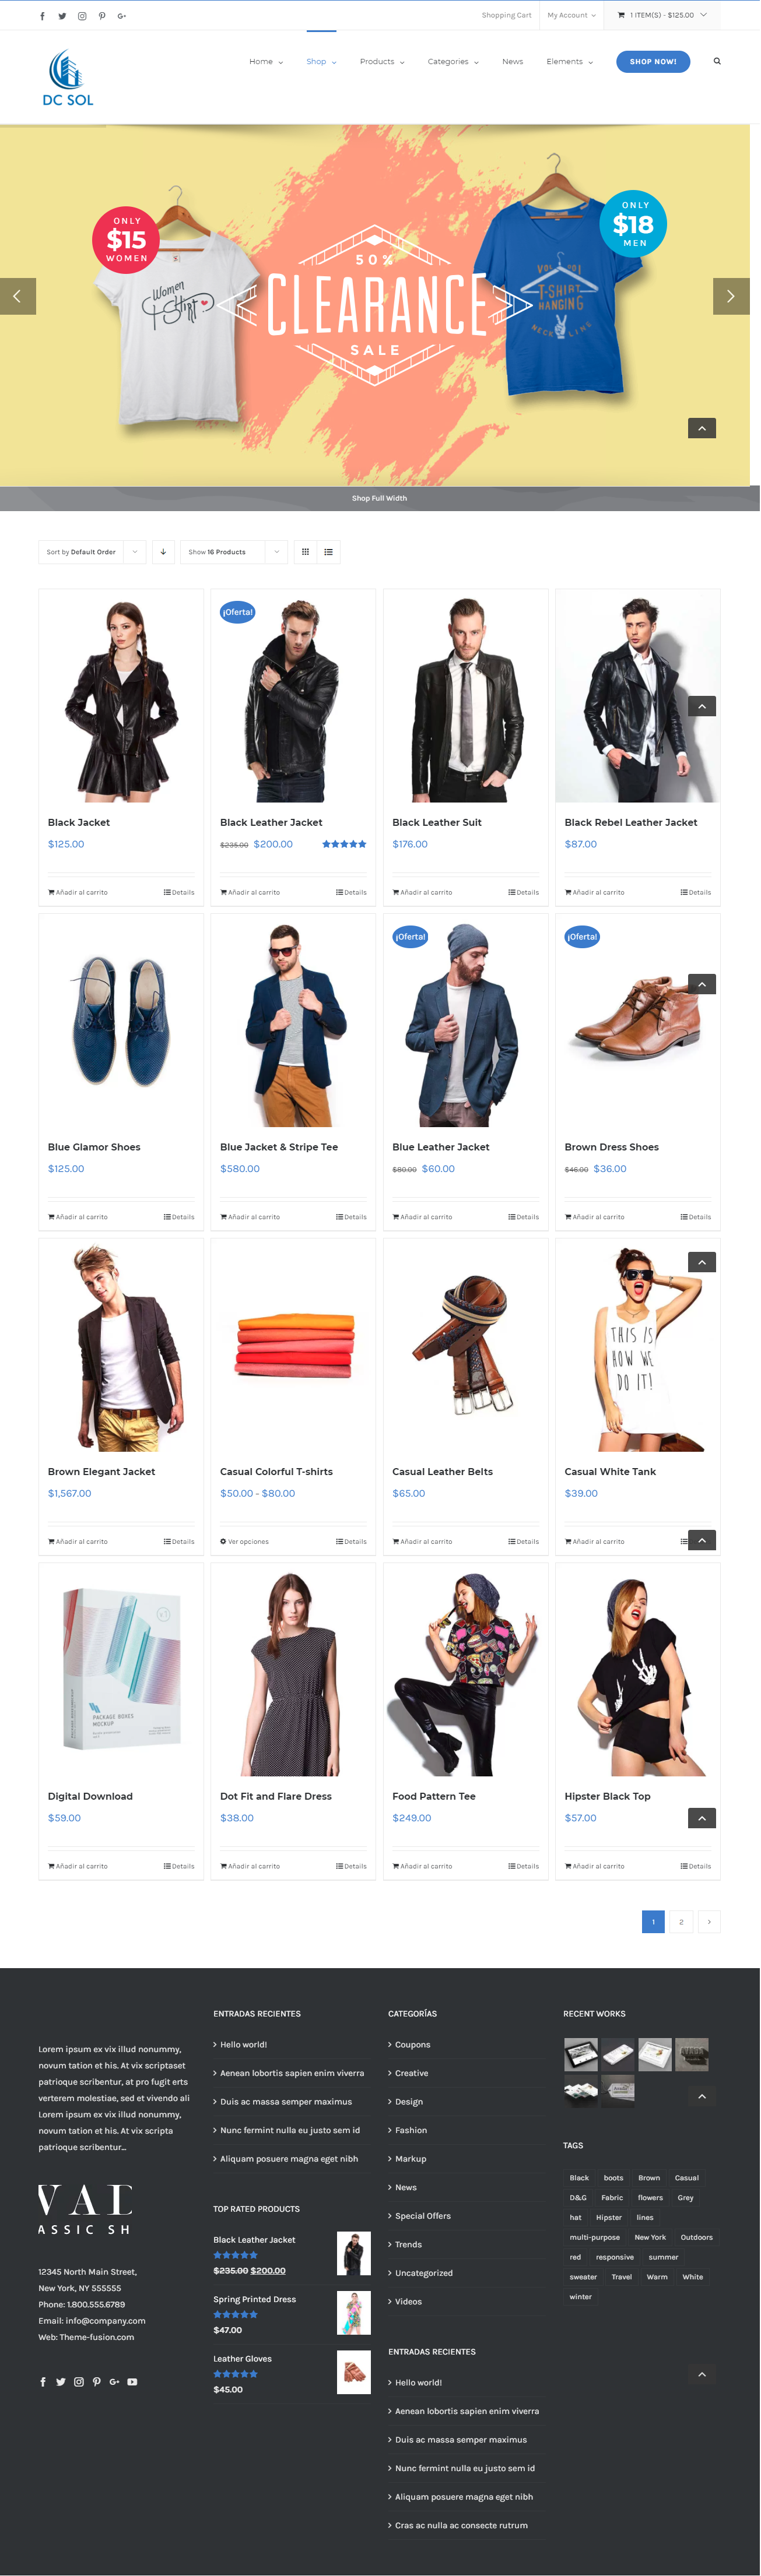 Shopping Cart
My Account
1 ITEM(S) - $125.00
DC SOL
Home
Shop
Products
Categories
News
Elements
SHOP NOW!
ONLY
$15
WOMEN
ONLY
$18
MEN
Women
Shirt
50%
CLEARANCE
SALE
VOL 01
T-SHIRT
HANGING
NECK LINE
Shop Full Width
Sort by Default Order
Show 16 Products
¡Oferta!
Black Jacket
$125.00
Añadir al carrito
Details
Black Leather Jacket
$235.00 $200.00
Añadir al carrito
Details
Black Leather Suit
$176.00
Añadir al carrito
Details
Black Rebel Leather Jacket
$87.00
Añadir al carrito
Details
¡Oferta!
¡Oferta!
Blue Glamor Shoes
$125.00
Añadir al carrito
Details
Blue Jacket & Stripe Tee
$580.00
Añadir al carrito
Details
Blue Leather Jacket
$80.00 $60.00
Añadir al carrito
Details
Brown Dress Shoes
$46.00 $36.00
Añadir al carrito
Details
THIS IS
HOW WE
DO IT!
Brown Elegant Jacket
$1,567.00
Añadir al carrito
Details
Casual Colorful T-shirts
$50.00 - $80.00
Ver opciones
Details
Casual Leather Belts
$65.00
Añadir al carrito
Details
Casual White Tank
$39.00
Añadir al carrito
PACKAGE BOXES
MOCKUP
Digital Download
$59.00
Añadir al carrito
Details
Dot Fit and Flare Dress
$38.00
Añadir al carrito
Details
Food Pattern Tee
$249.00
Añadir al carrito
Details
Hipster Black Top
$57.00
Añadir al carrito
Details
1
2
Lorem ipsum ex vix illud nonummy,
novum tation et his. At vix scriptaset
patrioque scribentur, at pro fugit erts
verterem molestiae, sed et vivendo ali
Lorem ipsum ex vix illud nonummy,
novum tation et his. At vix scripta
patrioque scribentur...
VAL
ASSIC SH
12345 North Main Street,
New York, NY 555555
Phone: 1.800.555.6789
Email: info@company.com
Web: Theme-fusion.com
ENTRADAS RECIENTES
Hello world!
Aenean lobortis sapien enim viverra
Duis ac massa semper maximus
Nunc fermint nulla eu justo sem id
Aliquam posuere magna eget nibh
TOP RATED PRODUCTS
Black Leather Jacket
$235.00 $200.00
Spring Printed Dress
$47.00
Leather Gloves
$45.00
CATEGORÍAS
Coupons
Creative
Design
Fashion
Markup
News
Special Offers
Trends
Uncategorized
Videos
ENTRADAS RECIENTES
Hello world!
Aenean lobortis sapien enim viverra
Duis ac massa semper maximus
Nunc fermint nulla eu justo sem id
Aliquam posuere magna eget nibh
Cras ac nulla ac consecte rutrum
RECENT WORKS
TAGS
Black boots Brown Casual
D&G Fabric flowers Grey
hat Hipster lines
multi-purpose New York Outdoors
red responsive summer
sweater Travel Warm White
winter